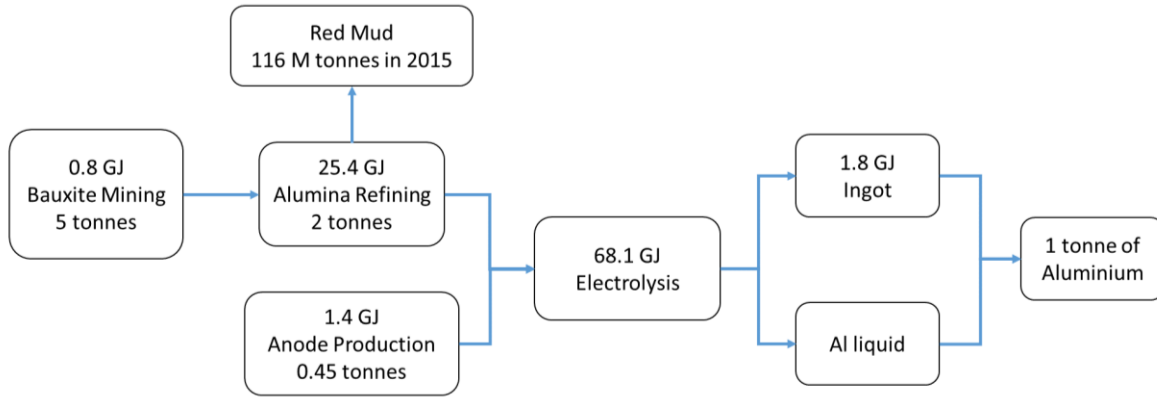 Red Mud
116 M tonnes in 2015
0.8 GJ
Bauxite Mining
5 tonnes
25.4 GJ
Alumina Refining
2 tonnes
1.4 GJ
Anode Production
0.45 tonnes
68.1 GJ
Electrolysis
1.8 GJ
Ingot
Al liquid
1 tonne of
Aluminium